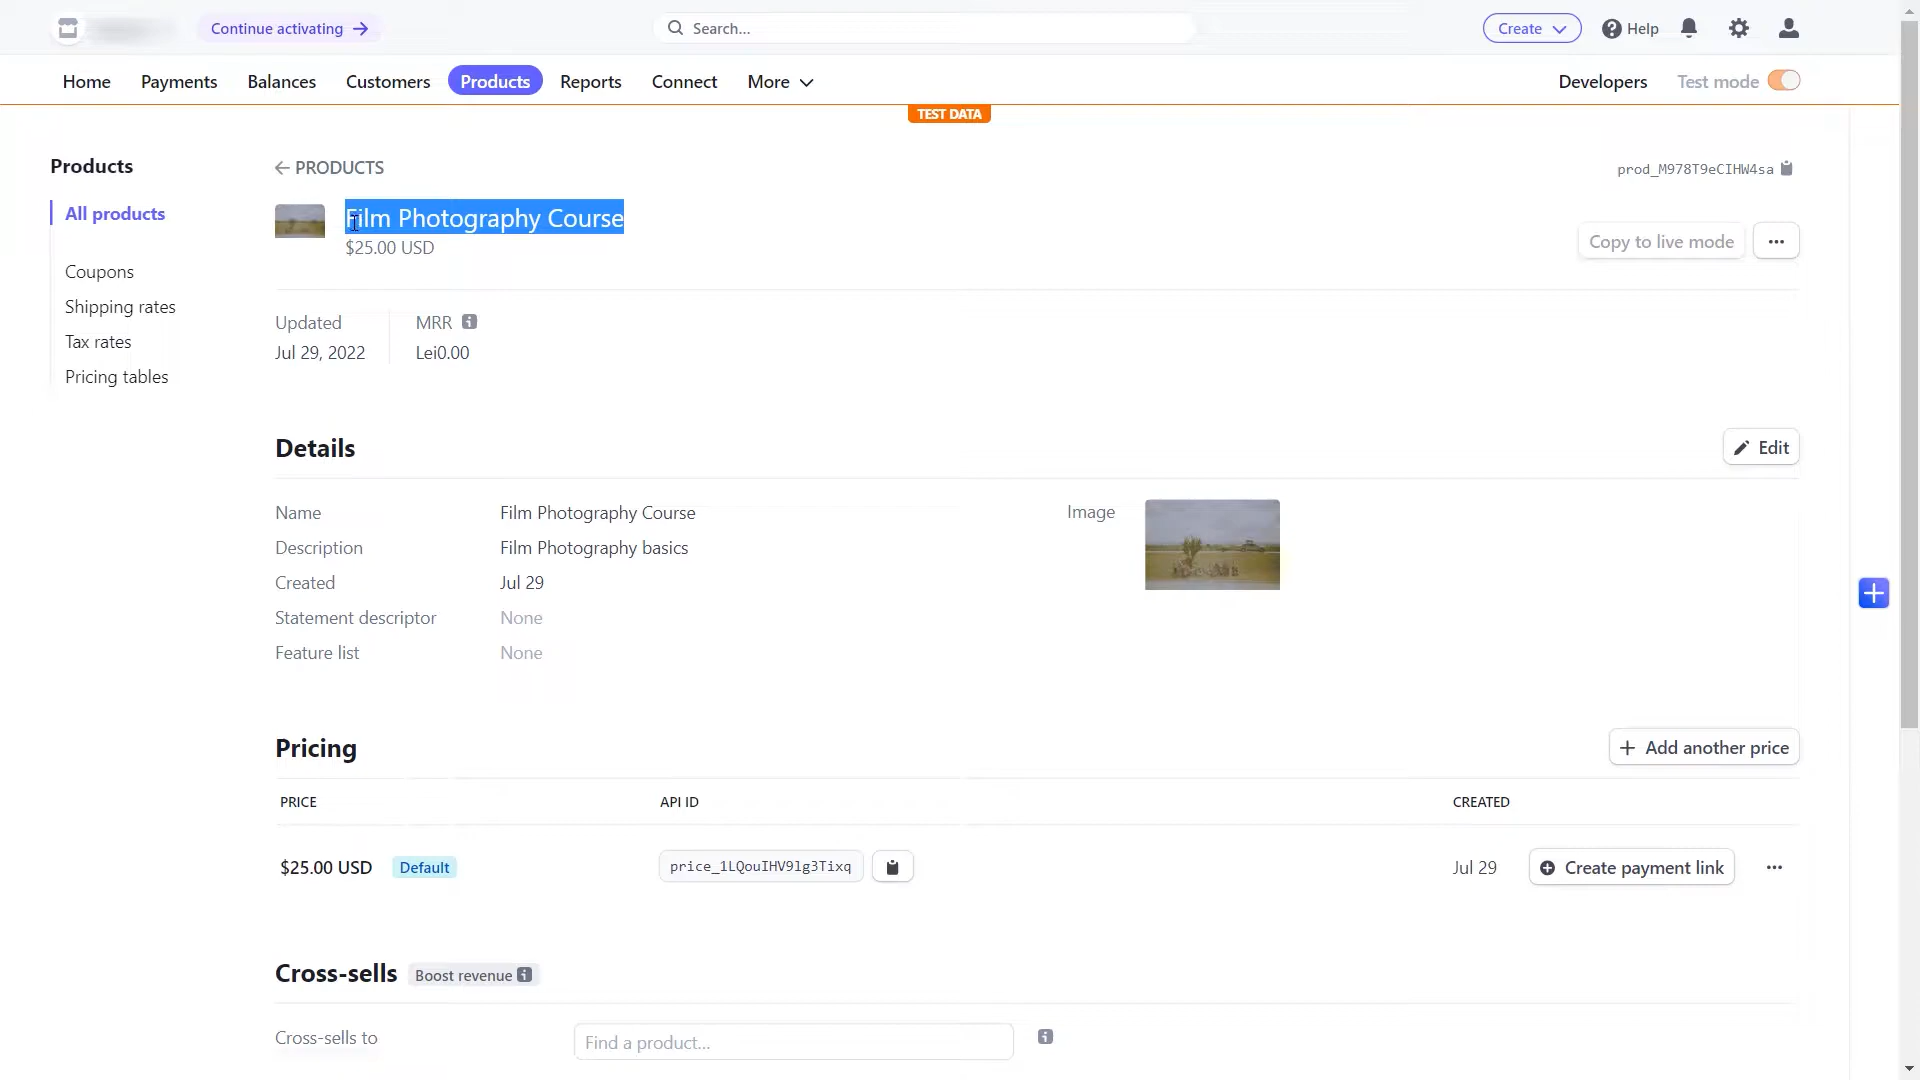 Continue activating
Search...
Create
Help
Home
Payments
Balances
Customers
Products
Reports
Connect
More
Developers
Test mode
TEST DATA
Products
All products
Coupons
Shipping rates
Tax rates
Pricing tables
PRODUCTS
prod_M978T9eCIHW4sa
Film Photography Course
$25.00 USD
Copy to live mode
Updated
Jul 29, 2022
MRR
Lei0.00
Details
Edit
Name
Film Photography Course
Description
Film Photography basics
Created
Jul 29
Statement descriptor
None
Feature list
None
Image
Pricing
Add another price
PRICE
API ID
CREATED
$25.00 USD
Default
price_1LQouIHV9lg3Tixq
Jul 29
Create payment link
Cross-sells
Boost revenue
Cross-sells to
Find a product...